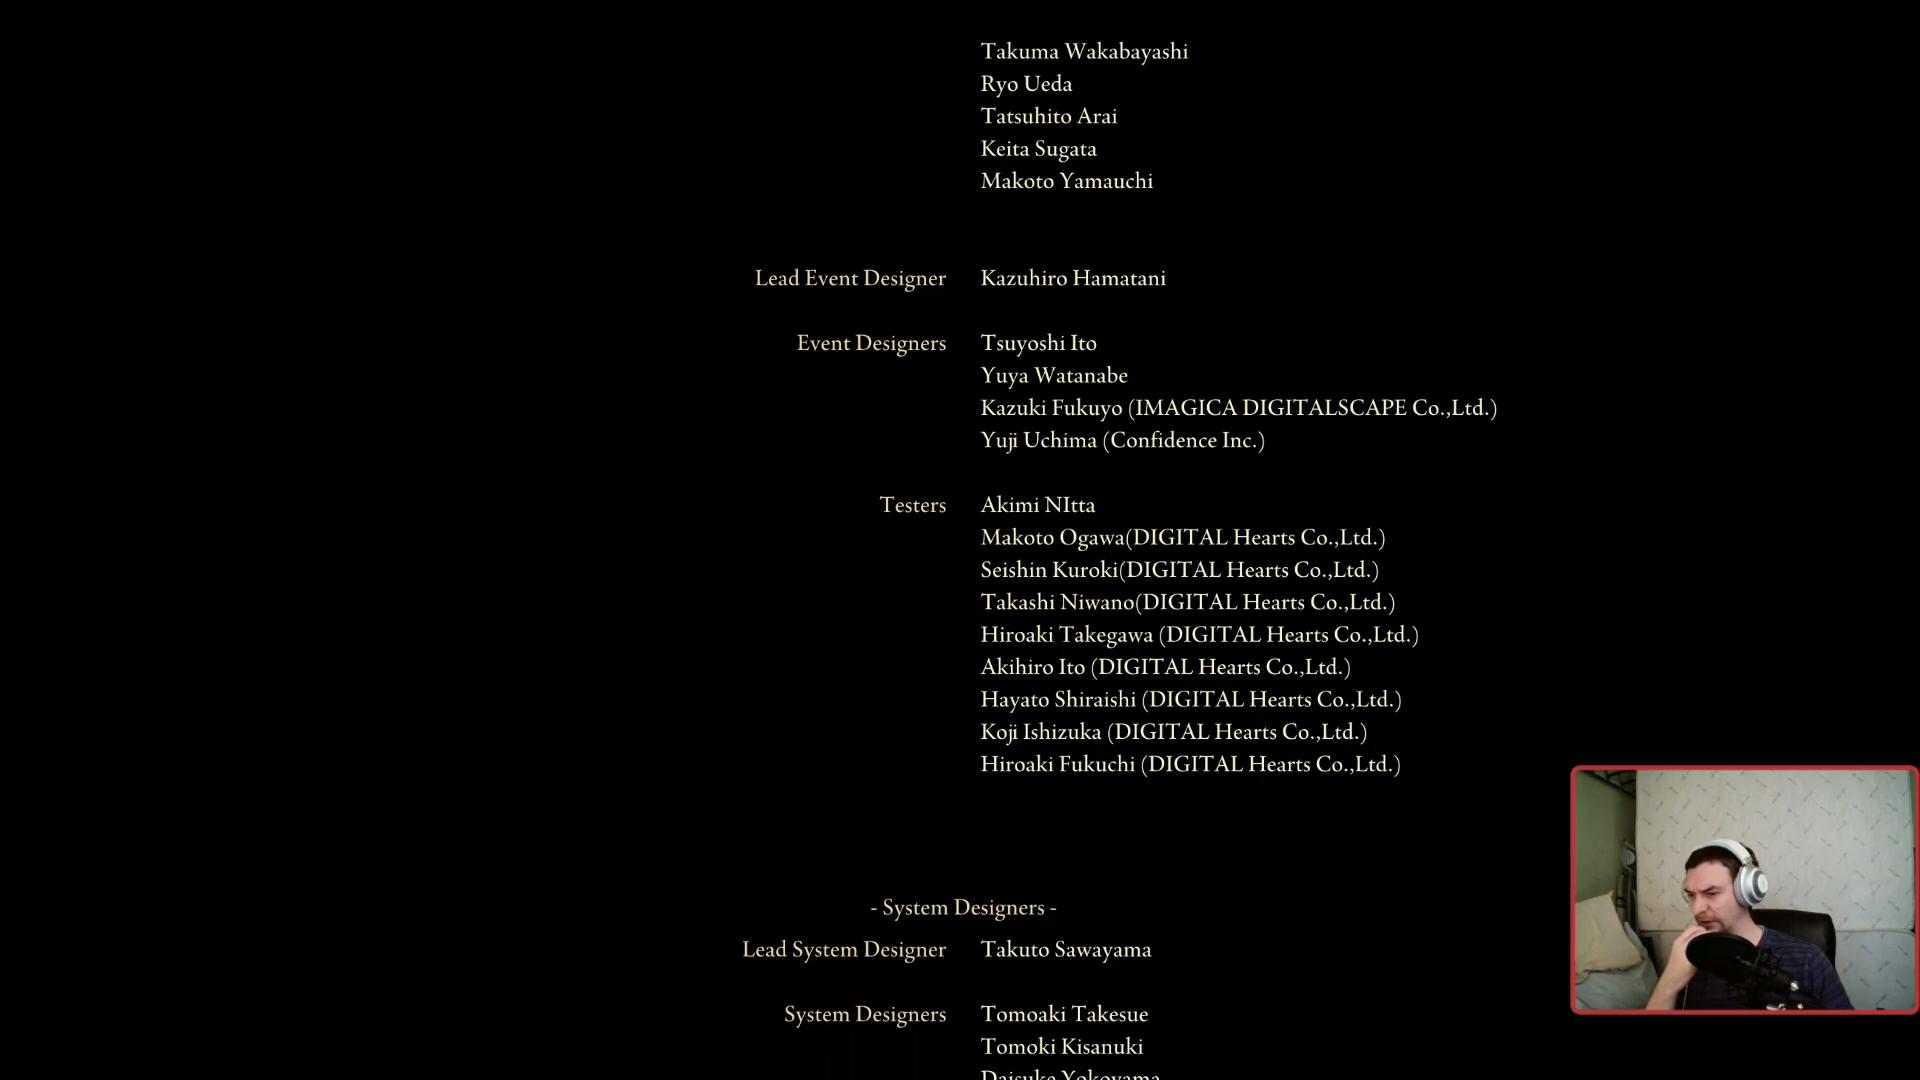 Takuma Wakabayashi
Ryo Ueda
Tatsuhito Arai
Keita Sugata
Makoto Yamauchi
Lead Event Designer Kazuhiro Hamatani
Event Designers Tsuyoshi Ito
Yuya Watanabe
Kazuki Fukuyo (IMAGICA DIGITALSCAPE Co.,Ltd.)
Yuji Uchima (Confidence Inc.)
Testers Akimi NItta
Makoto Ogawa(DIGITAL Hearts Co.,Ltd.)
Seishin Kuroki(DIGITAL Hearts Co.,Ltd.)
Takashi Niwano(DIGITAL Hearts Co.,Ltd.)
Hiroaki Takegawa (DIGITAL Hearts Co.,Ltd.)
Akihiro Ito (DIGITAL Hearts Co.,Ltd.)
Hayato Shiraishi (DIGITAL Hearts Co.,Ltd.)
Koji Ishizuka (DIGITAL Hearts Co.,Ltd.)
Hiroaki Fukuchi (DIGITAL Hearts Co.,Ltd.)
- System Designers -
Lead System Designer Takuto Sawayama
System Designers Tomoaki Takesue
Tomoki Kisanuki
Daisuke Yokoyama